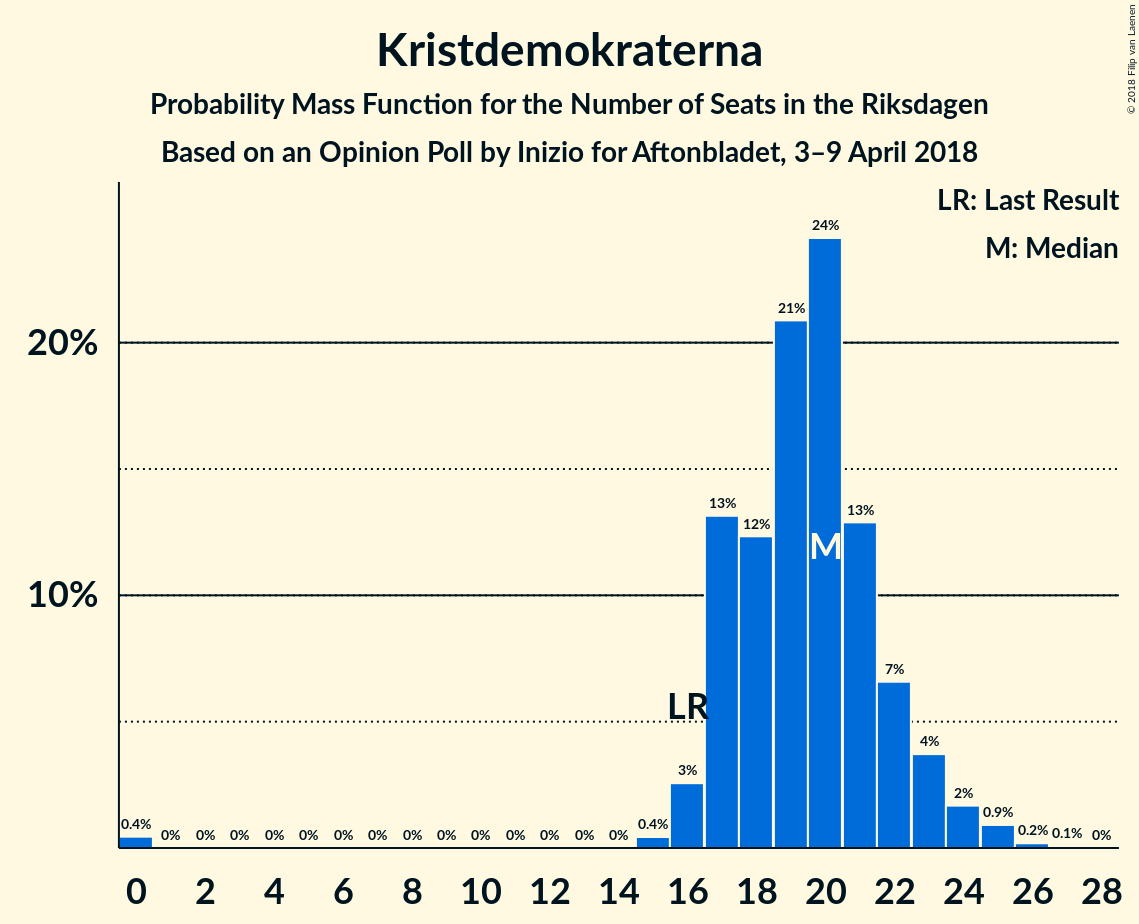 Kristdemokraterna
Probability Mass Function for the Number of Seats in the Riksdagen
Based on an Opinion Poll by Inizio for Aftonbladet, 3–9 April 2018
© 2018 Filip van Laenen
LR: Last Result
M: Median
20%
10%
0.4% 0% 0% 0% 0% 0% 0% 0% 0% 0% 0% 0% 0% 0% 0% 0.4% 3% 13% 12% 21% 24% 13% 7% 4% 2% 0.9% 0.2% 0.1% 0%
LR
M
0 2 4 6 8 10 12 14 16 18 20 22 24 26 28